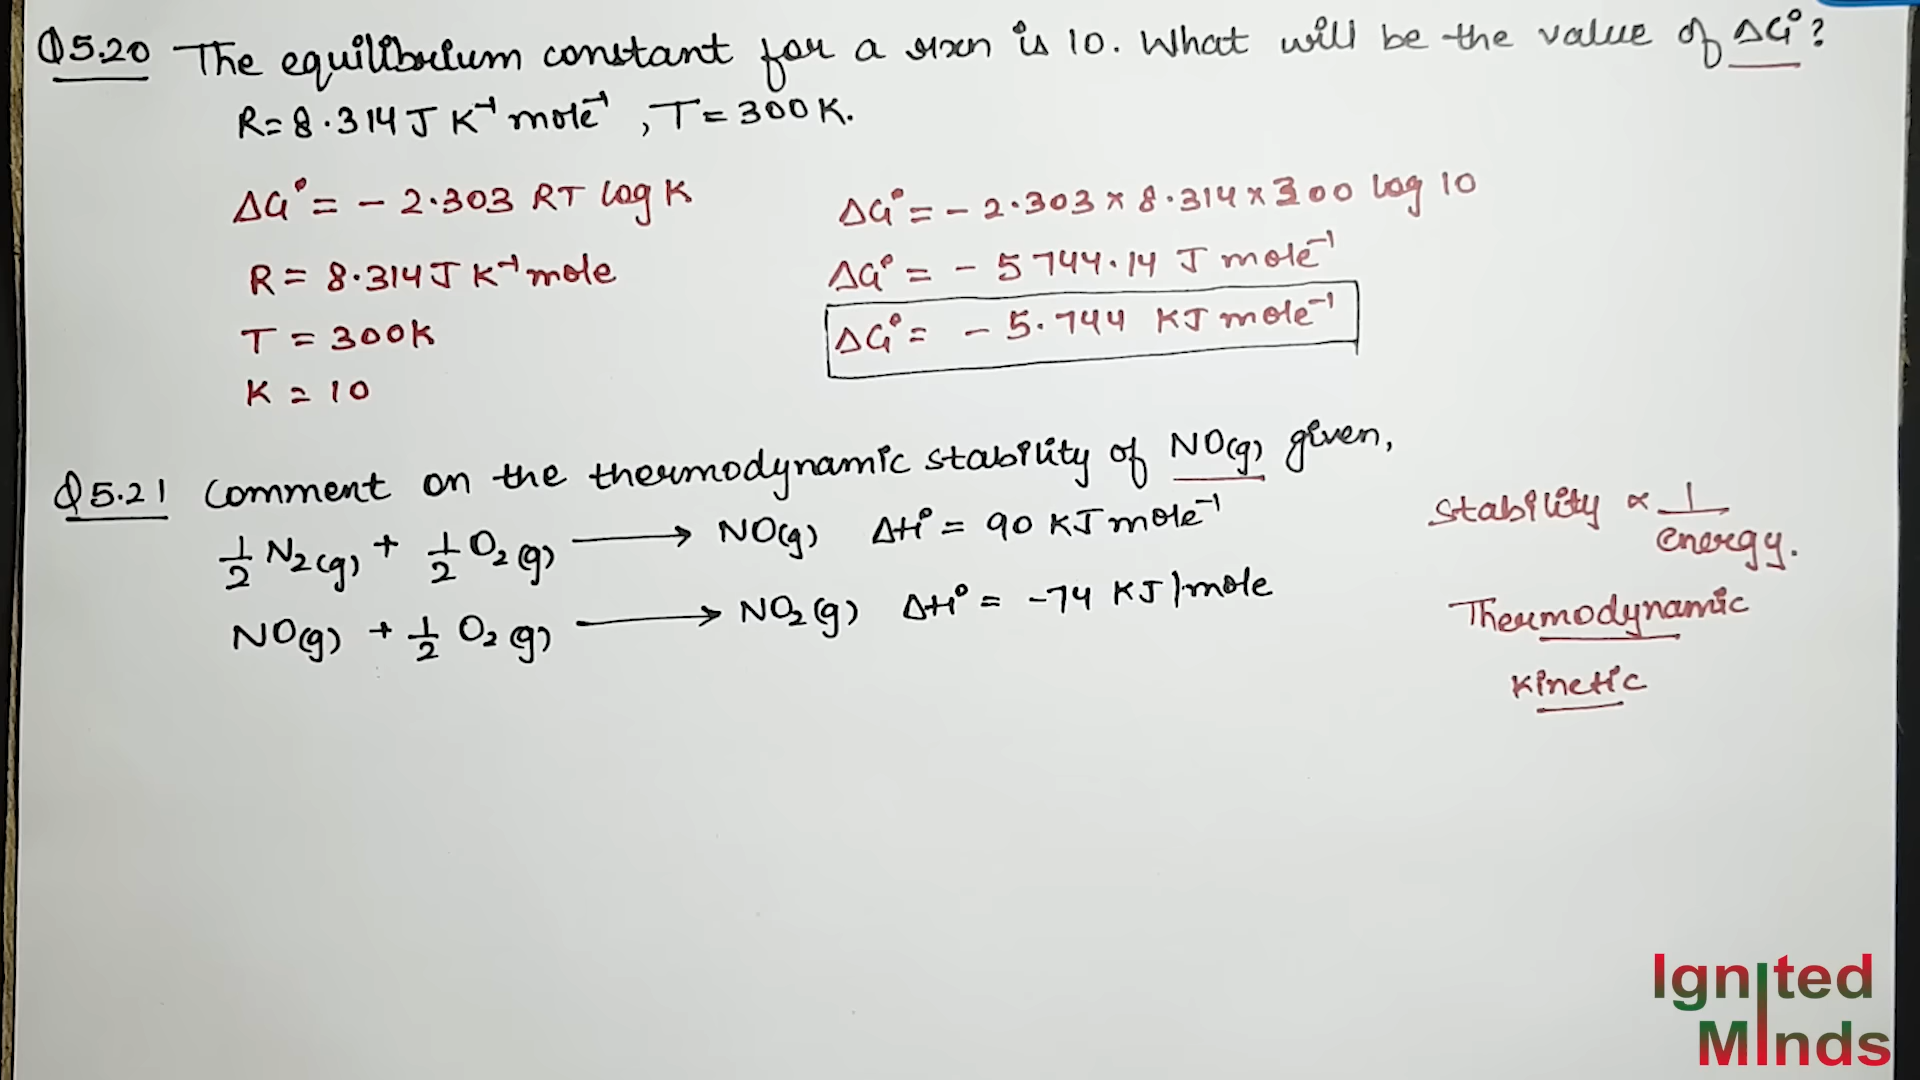 Q5.20 The equilibrium constant for a rxn is 10. What will be the value of ΔG°?
R=8.314 J K⁻¹ mole⁻¹, T=300K.
ΔG° = - 2.303 RT log K
R = 8.314 J K⁻¹ mole
T = 300K
K = 10
ΔG° = - 2.303 × 8.314 × 300 log 10
ΔG° = - 5744.14 J mole⁻¹
ΔG° = - 5.744 KJ mole⁻¹
Q5.21 Comment on the thermodynamic stability of NO(g) given,
1/2 N₂(g) + 1/2 O₂(g) → NO(g) ΔH° = 90 KJ mole⁻¹
NO(g) + 1/2 O₂(g) → NO₂(g) ΔH° = -74 KJ/mole
Stability ∝ 1/energy.
Thermodynamic
Kinetic
Ignited
Minds